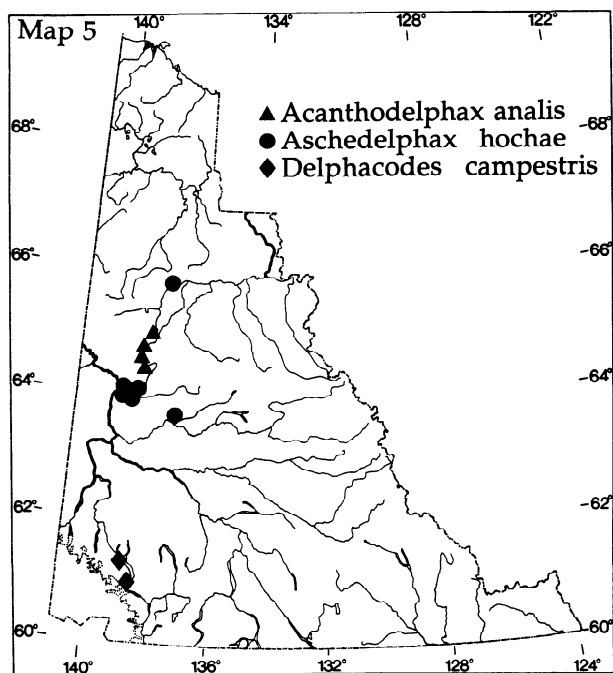 Map 5
140° 134° 128° 122°
▲ Acanthodelphax analis
● Aschedelphax hochae
◆ Delphacodes campestris
68° 68°
66° 66°
64° 64°
62° 62°
60° 60°
140° 136° 132° 128° 124°